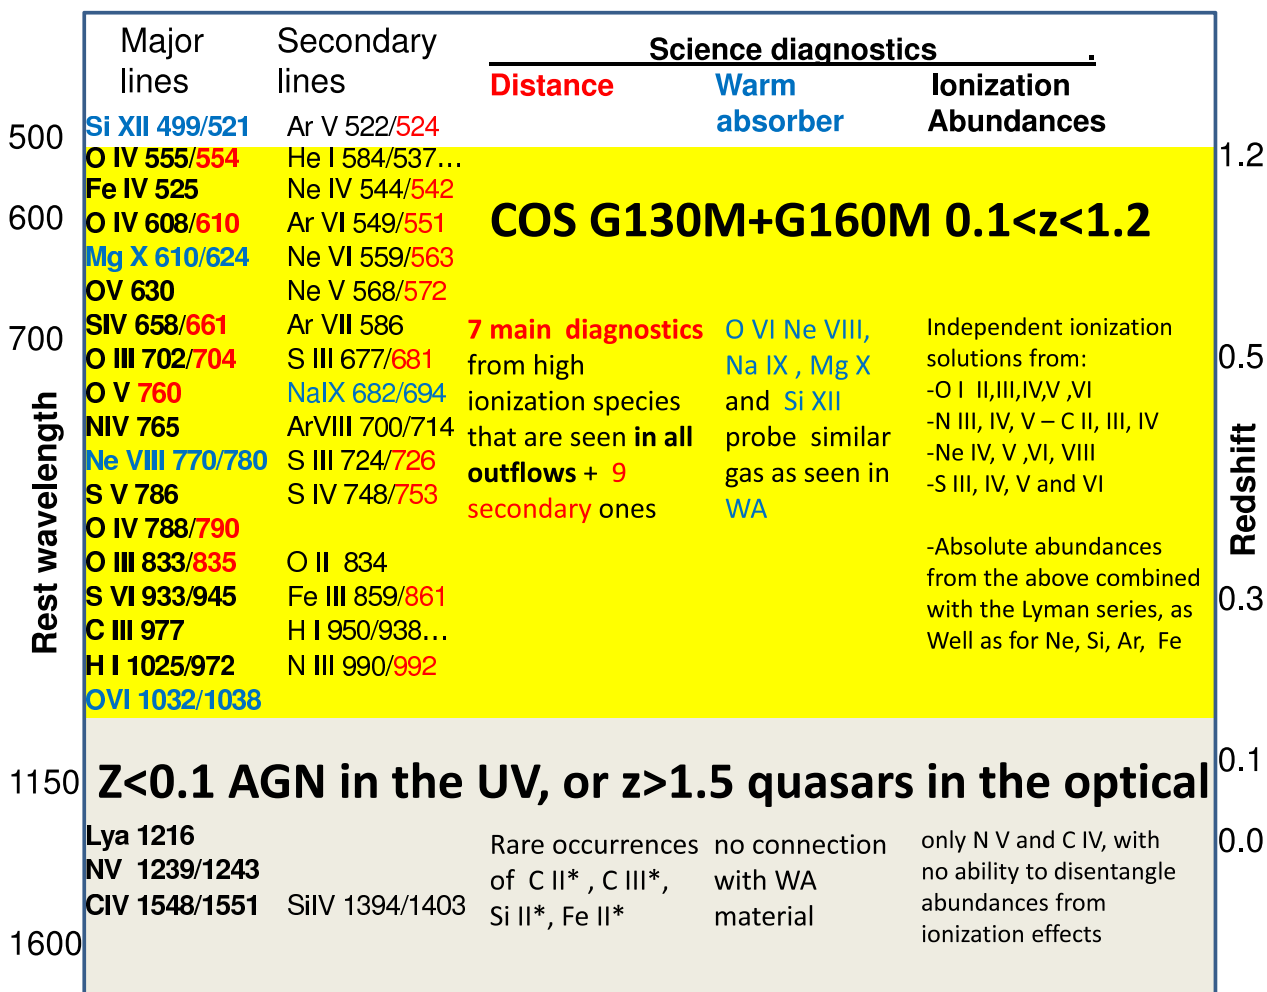 Major lines
Secondary lines
Science diagnostics .
Distance
Warm absorber
Ionization Abundances
Rest wavelength
500
600
700
1150
1600
Redshift
1.2
0.5
0.3
0.1
0.0
Si XII 499/521 Ar V 522/524
O IV 555/554 He I 584/537...
Fe IV 525 Ne IV 544/542
O IV 608/610 Ar VI 549/551
Mg X 610/624 Ne VI 559/563
OV 630 Ne V 568/572
SIV 658/661 Ar VII 586
O III 702/704 S III 677/681
O V 760 NaIX 682/694
NIV 765 ArVIII 700/714
Ne VIII 770/780 S III 724/726
S V 786 S IV 748/753
O IV 788/790
O III 833/835 O II 834
S VI 933/945 Fe III 859/861
C III 977 H I 950/938...
H I 1025/972 N III 990/992
OVI 1032/1038
COS G130M+G160M 0.1<z<1.2
7 main diagnostics
from high
ionization species
that are seen in all
outflows + 9
secondary ones
O VI Ne VIII,
Na IX , Mg X
and Si XII
probe similar
gas as seen in
WA
Independent ionization
solutions from:
-O I II,III,IV,V ,VI
-N III, IV, V – C II, III, IV
-Ne IV, V ,VI, VIII
-S III, IV, V and VI
-Absolute abundances
from the above combined
with the Lyman series, as
Well as for Ne, Si, Ar, Fe
Z<0.1 AGN in the UV, or z>1.5 quasars in the optical
Lya 1216
NV 1239/1243
CIV 1548/1551 SiIV 1394/1403
Rare occurrences
of C II* , C III*,
Si II*, Fe II*
no connection
with WA
material
only N V and C IV, with
no ability to disentangle
abundances from
ionization effects